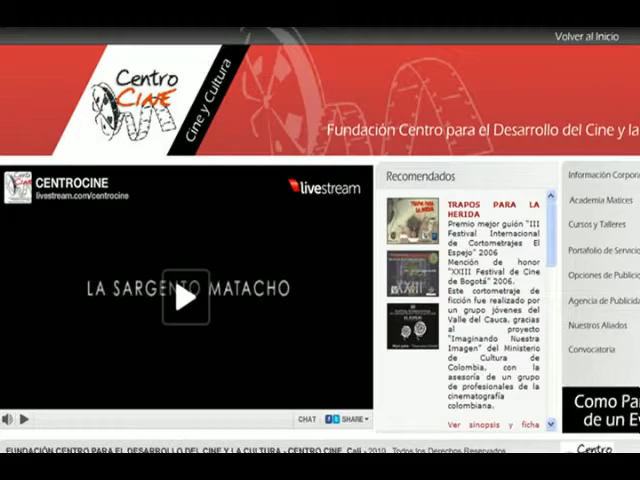 Volver al Inicio
Centro
CINE
Cine y Cultura
Fundación Centro para el Desarrollo del Cine y la
CENTROCINE
livestream.com/centrocine
livestream
LA SARGENTO MATACHO
CHAT
SHARE
Recomendados
TRAPOS PARA LA
HERIDA
Premio mejor guión "III
Festival Internacional
de Cortometrajes El
Espejo" 2006
Mención de honor
"XXIII Festival de Cine
de Bogotá" 2006.
Este cortometraje de
ficción fue realizado por
un grupo jóvenes del
Valle del Cauca, gracias
al proyecto
"Imaginando Nuestra
Imagen" del Ministerio
de Cultura de
Colombia, con la
asesoría de un grupo
de profesionales de la
cinematografía
colombiana.
Ver sinopsis y ficha
Información Corpora
Academia Matices
Cursos y Talleres
Portafolio de Servicio
Opciones de Publici
Agencia de Publicida
Nuestros Aliados
Convocatoria
Como Par
de un Ev
FUNDACIÓN CENTRO PARA EL DESARROLLO DEL CINE Y LA CULTURA - CENTRO CINE, Cali - 2010. Todos los Derechos Reservados
Centro